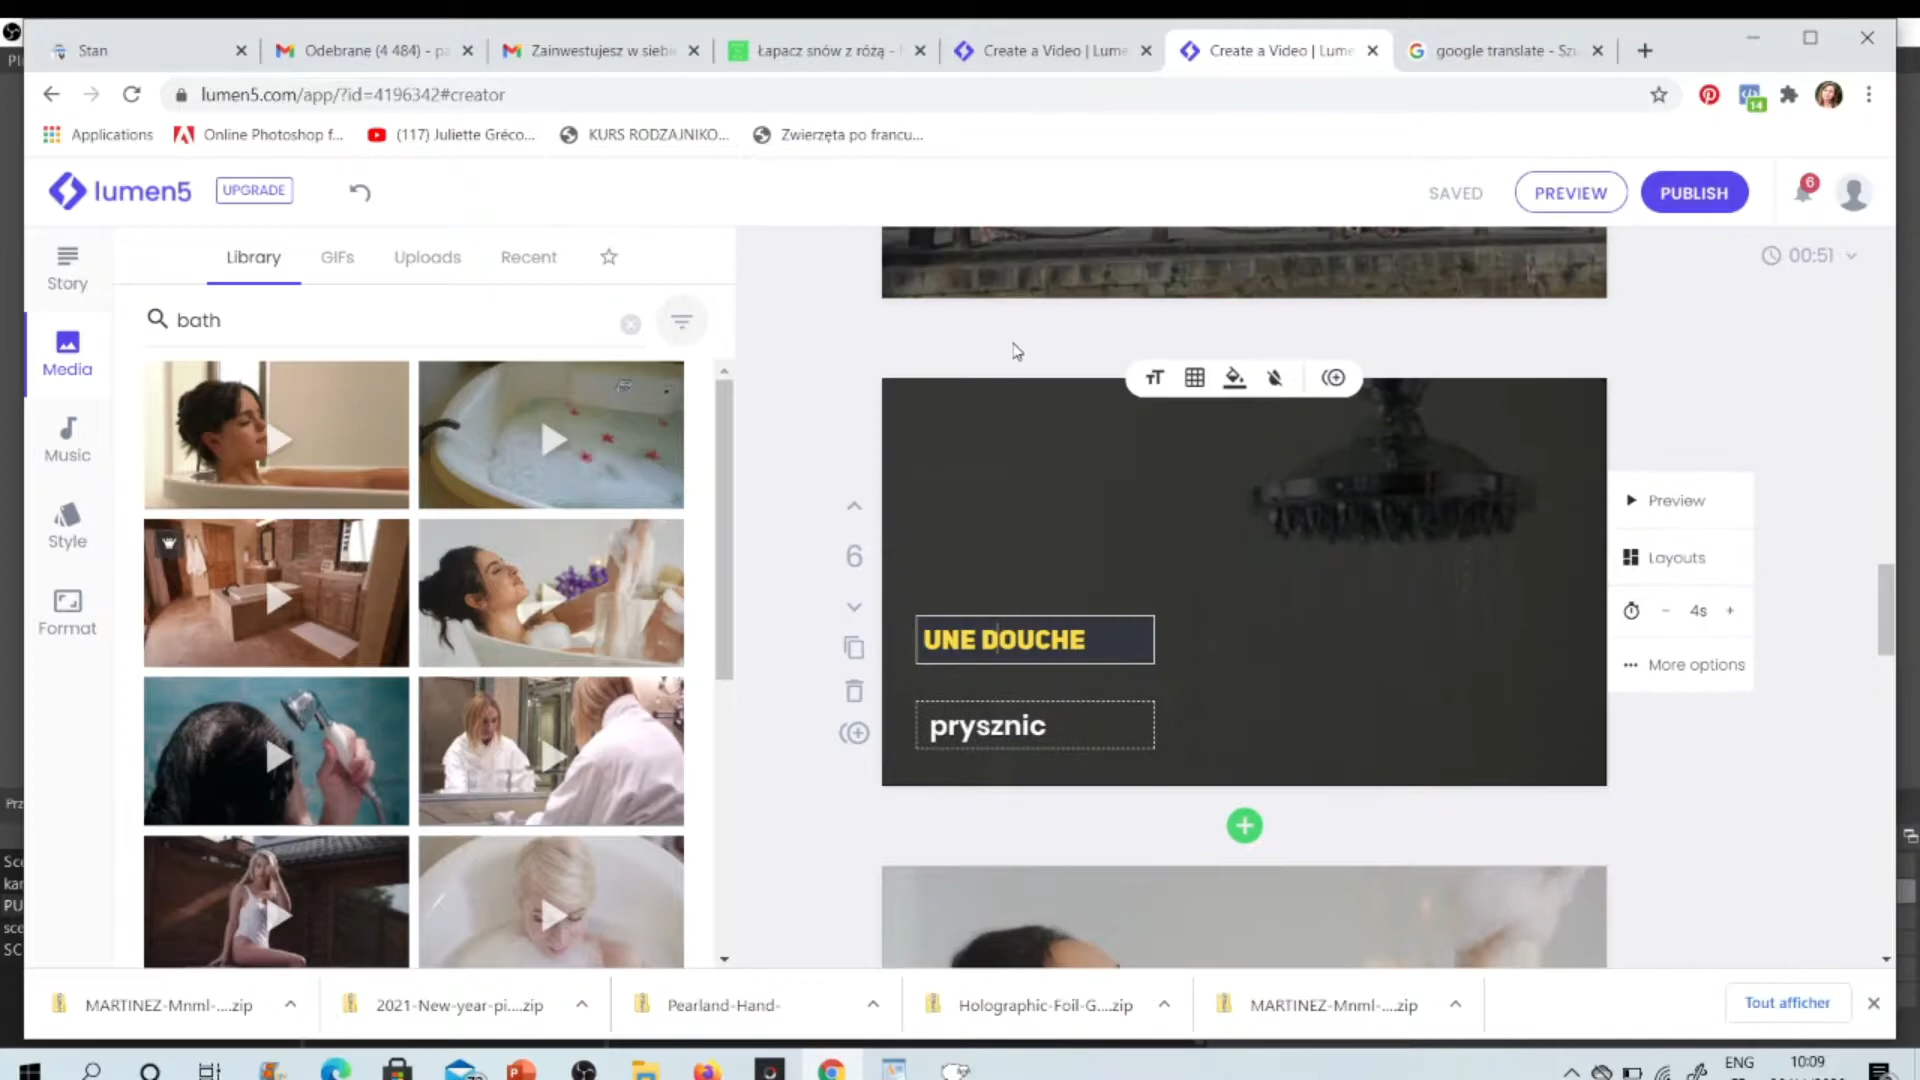 Stan
Odebrane (4 484) - pa
Zainwestujesz w siebi
Łapacz snów z różą -
Create a Video | Lume
Create a Video | Lume
google translate - Szu
lumen5.com/app/?id=4196342#creator
14
Applications
Online Photoshop f...
(117) Juliette Gréco...
KURS RODZAJNIKO...
Zwierzęta po francu...
lumen5
UPGRADE
SAVED
PREVIEW
PUBLISH
6
Story
Media
Music
Style
Format
Library
GIFs
Uploads
Recent
bath
00:51
6
UNE DOUCHE
prysznic
Preview
Layouts
4s
More options
MARTINEZ-Mnml-....zip
2021-New-year-pi....zip
Pearland-Hand-
Holographic-Foil-G....zip
MARTINEZ-Mnml-....zip
Tout afficher
ENG
10:09